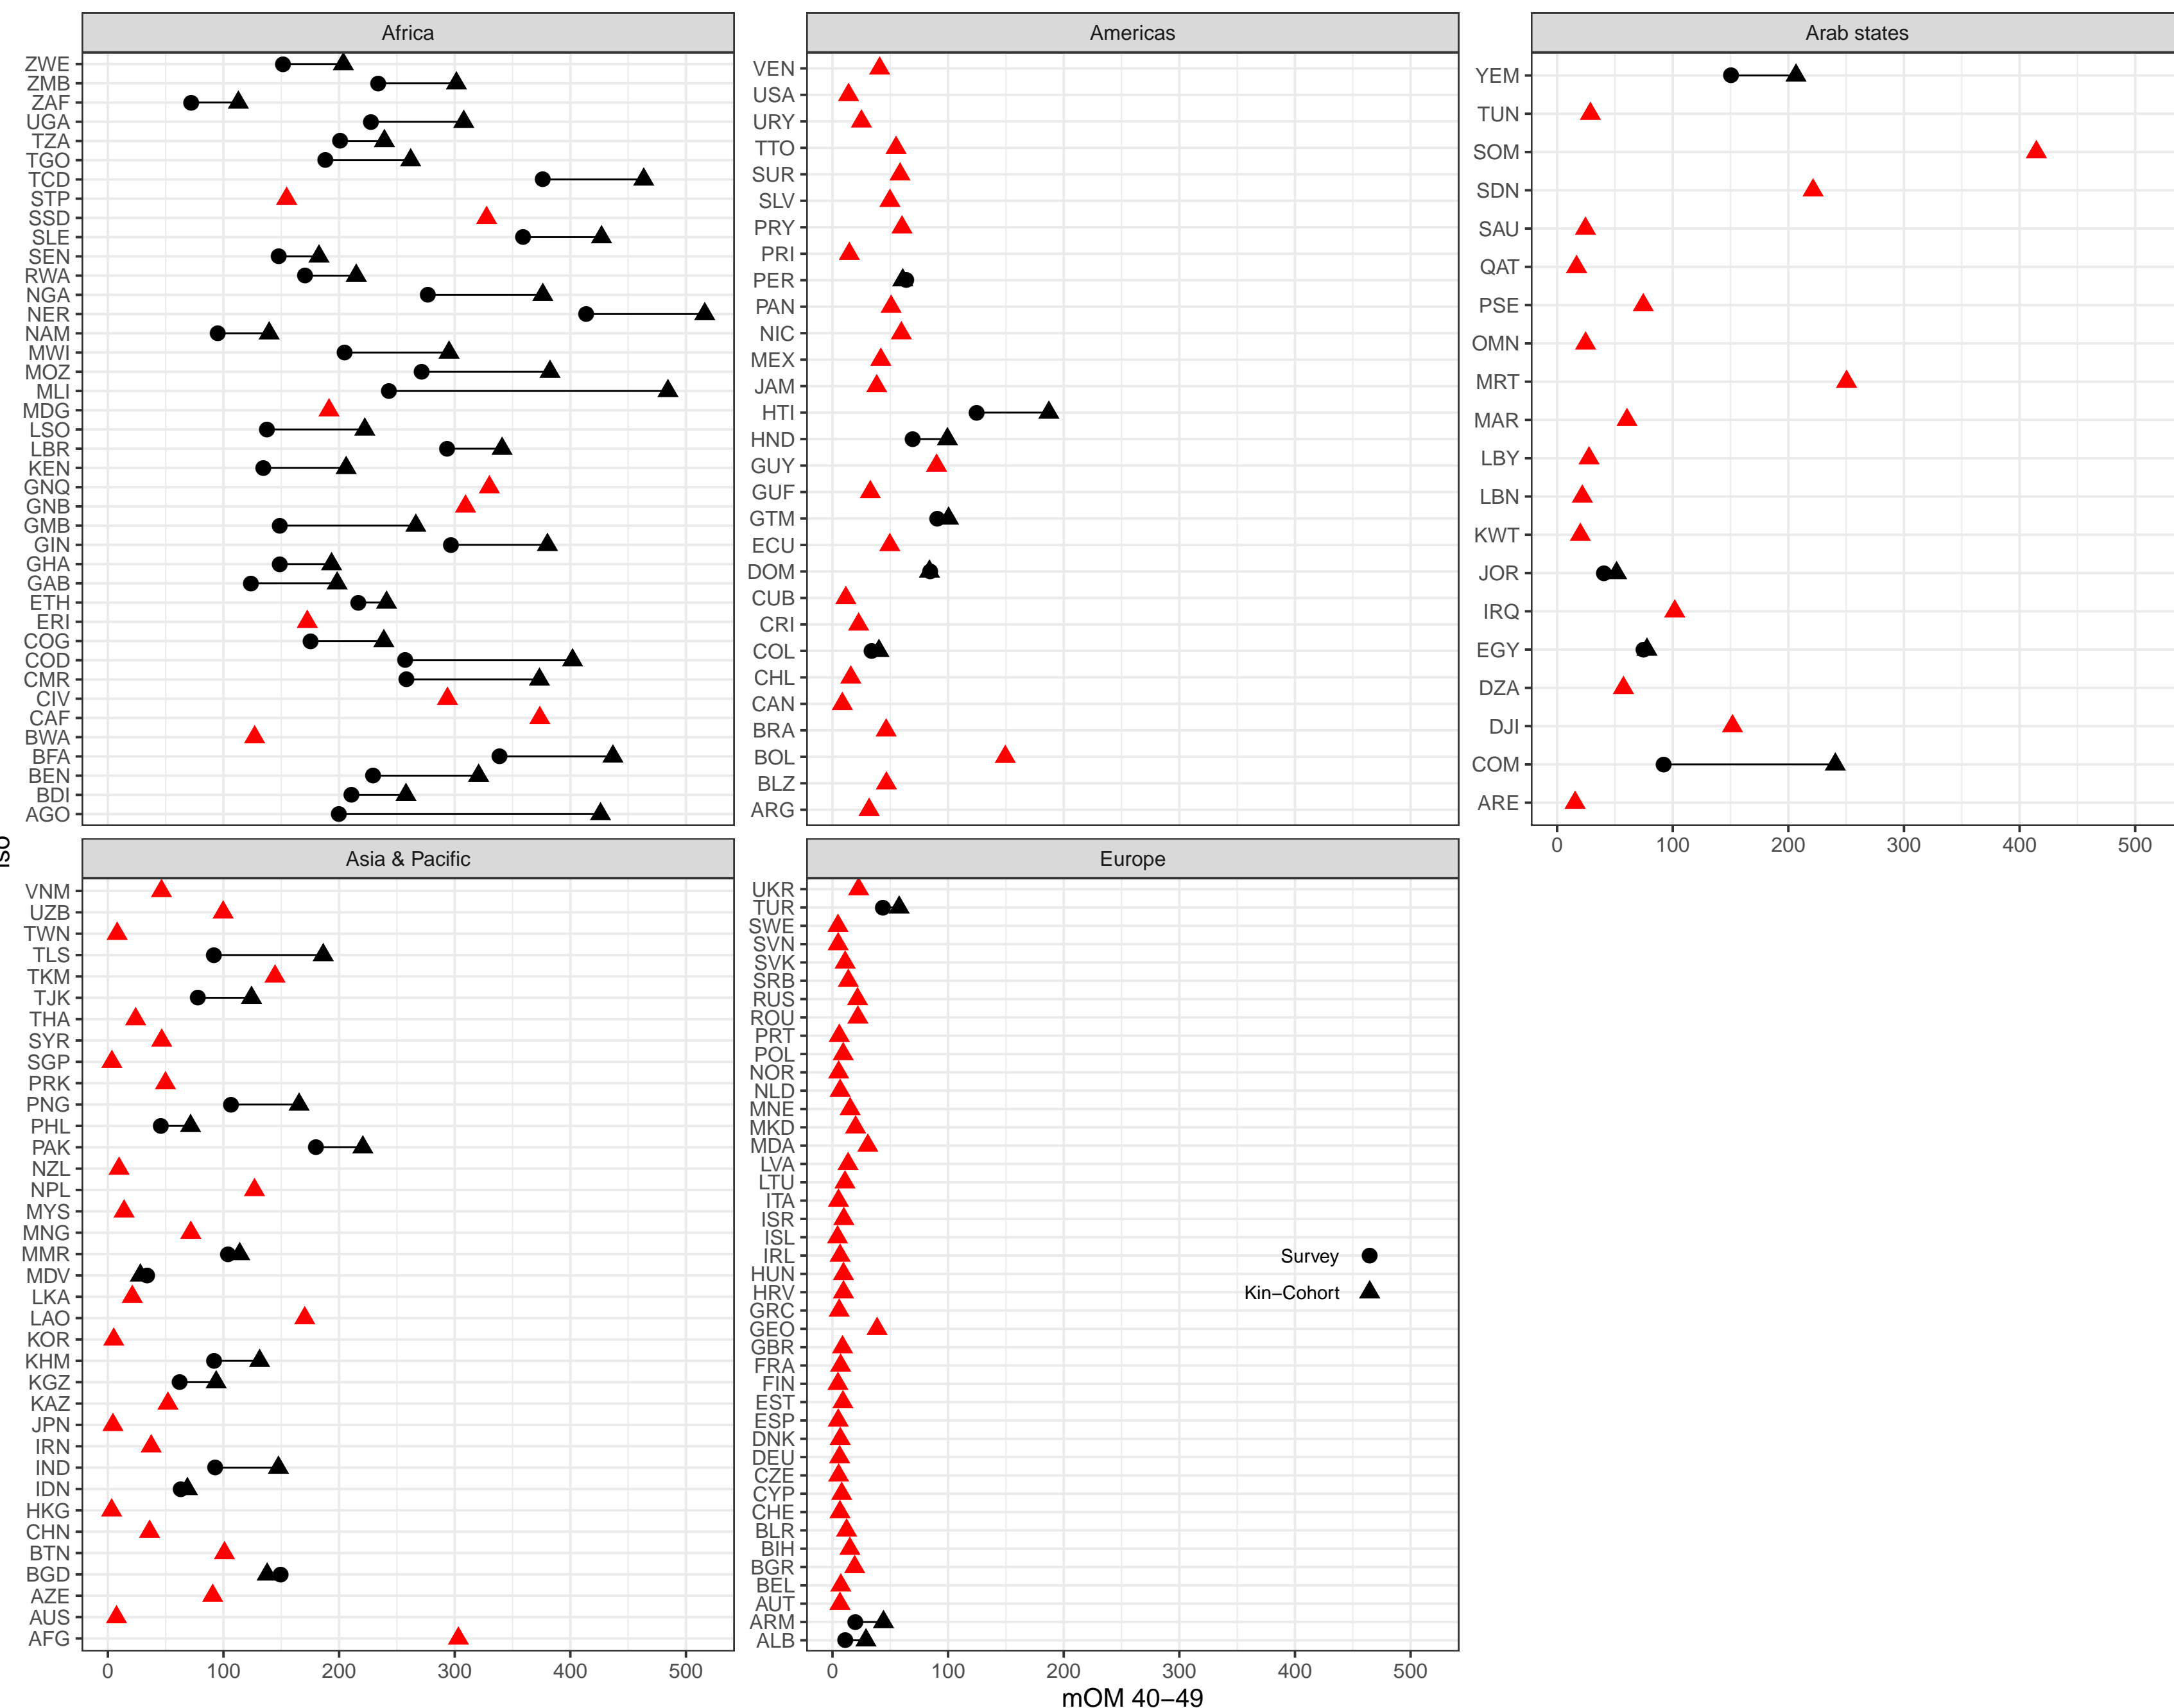 Africa
ZWE
ZMB
ZAF
UGA
TZA
TGO
TCD
STP
SSD
SLE
SEN
RWA
NGA
NER
NAM
MWI
MOZ
MLI
MDG
LSO
LBR
KEN
GNQ
GNB
GMB
GIN
GHA
GAB
ETH
ERI
COG
COD
CMR
CIV
CAF
BWA
BFA
BEN
BDI
AGO
Americas
VEN
USA
URY
TTO
SUR
SLV
PRY
PRI
PER
PAN
NIC
MEX
JAM
HTI
HND
GUY
GUF
GTM
ECU
DOM
CUB
CRI
COL
CHL
CAN
BRA
BOL
BLZ
ARG
Arab states
YEM
TUN
SOM
SDN
SAU
QAT
PSE
OMN
MRT
MAR
LBY
LBN
KWT
JOR
IRQ
EGY
DZA
DJI
COM
ARE
0 100 200 300 400 500
Asia & Pacific
VNM
UZB
TWN
TLS
TKM
TJK
THA
SYR
SGP
PRK
PNG
PHL
PAK
NZL
NPL
MYS
MNG
MMR
MDV
LKA
LAO
KOR
KHM
KGZ
KAZ
JPN
IRN
IND
IDN
HKG
CHN
BTN
BGD
AZE
AUS
AFG
0 100 200 300 400 500
Europe
UKR
TUR
SWE
SVN
SVK
SRB
RUS
ROU
PRT
POL
NOR
NLD
MNE
MKD
MDA
LVA
LTU
ITA
ISR
ISL
IRL
HUN
HRV
GRC
GEO
GBR
FRA
FIN
EST
ESP
DNK
DEU
CZE
CYP
CHE
BLR
BIH
BGR
BEL
AUT
ARM
ALB
Survey
Kin−Cohort
0 100 200 300 400 500
mOM 40−49